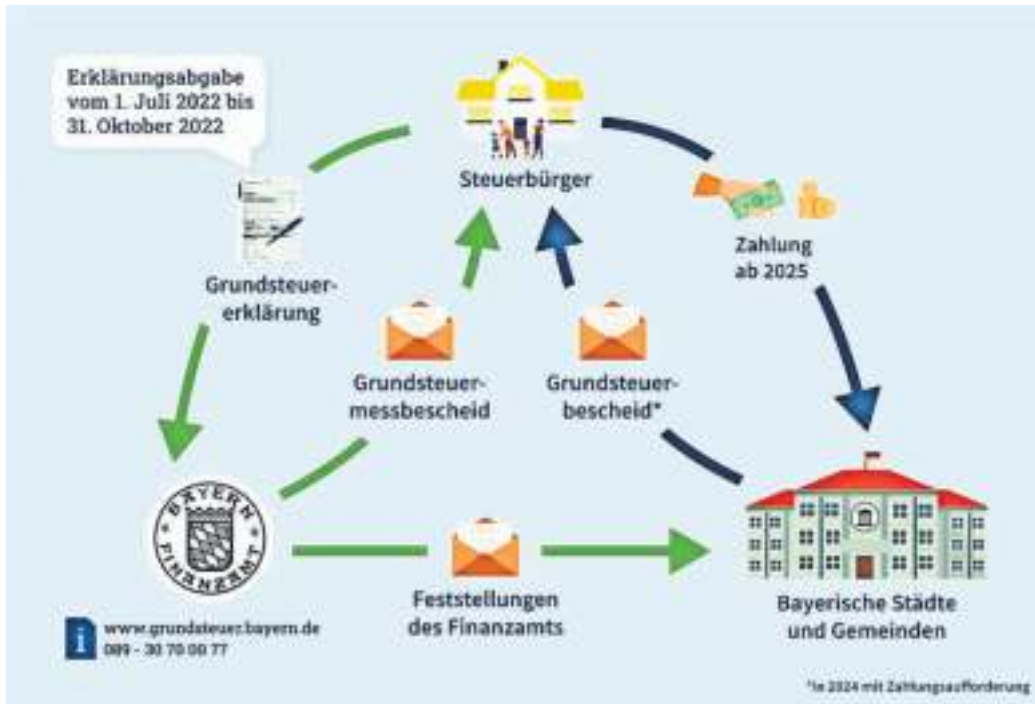 Erklärungsabgabe
vom 1. Juli 2022 bis
31. Oktober 2022
Steuerbürger
Zahlung
ab 2025
Grundsteuer-
erklärung
Grundsteuer-
messbescheid
Grundsteuer-
bescheid*
BAYERN
FINANZAMT
Feststellungen
des Finanzamts
Bayerische Städte
und Gemeinden
www.grundsteuer.bayern.de
089 - 30 70 00 77
*In 2024 mit Zahlungsaufforderung